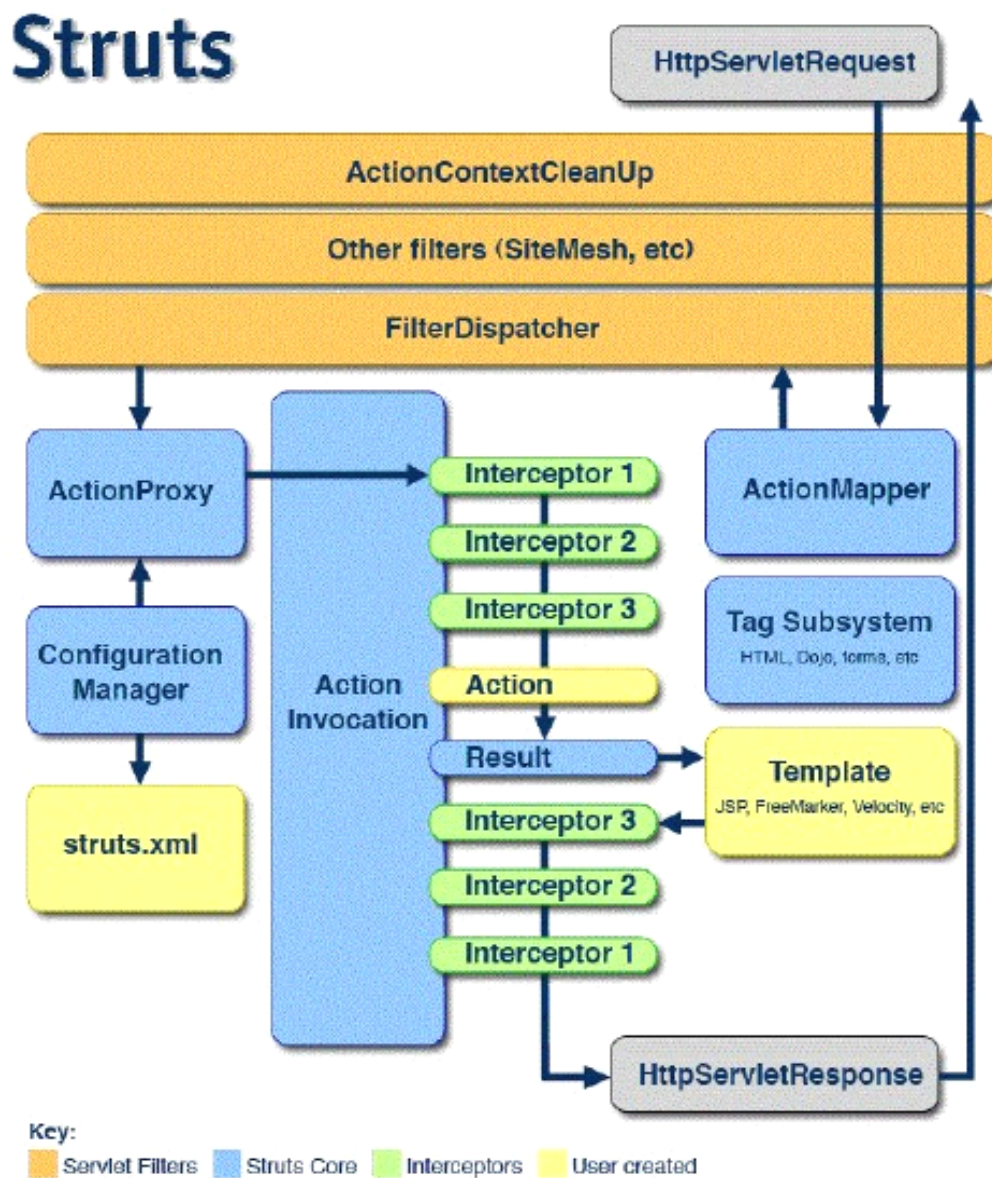 Struts
HttpServletRequest
ActionContextCleanUp
Other filters (SiteMesh, etc)
FilterDispatcher
ActionProxy
Interceptor 1
ActionMapper
Interceptor 2
Interceptor 3
Tag Subsystem
HTML, Dojo, forms, etc
Configuration
Manager
Action
Invocation
Action
Result
Template
JSP, FreeMarker, Velocity, etc
struts.xml
Interceptor 3
Interceptor 2
Interceptor 1
HttpServletResponse
Key:
Servlet Filters
Struts Core
Interceptors
User created